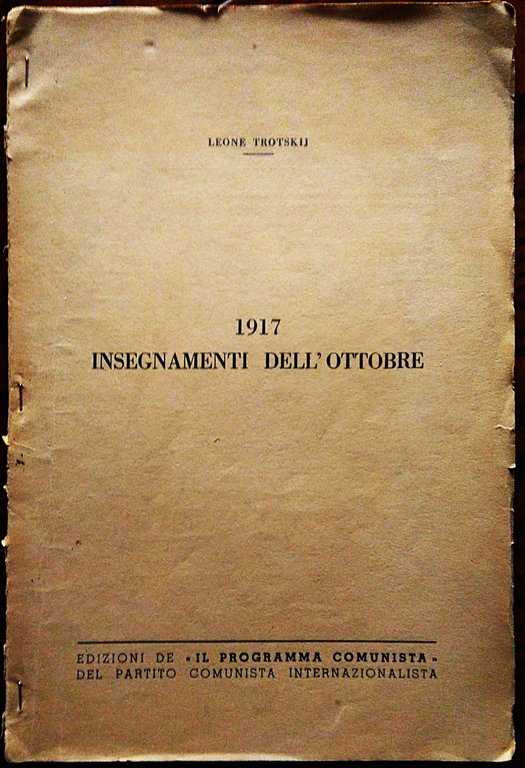 LEONE TROTSKIJ
1917
INSEGNAMENTI DELL'OTTOBRE
EDIZIONI DE « IL PROGRAMMA COMUNISTA »
DEL PARTITO COMUNISTA INTERNAZIONALISTA